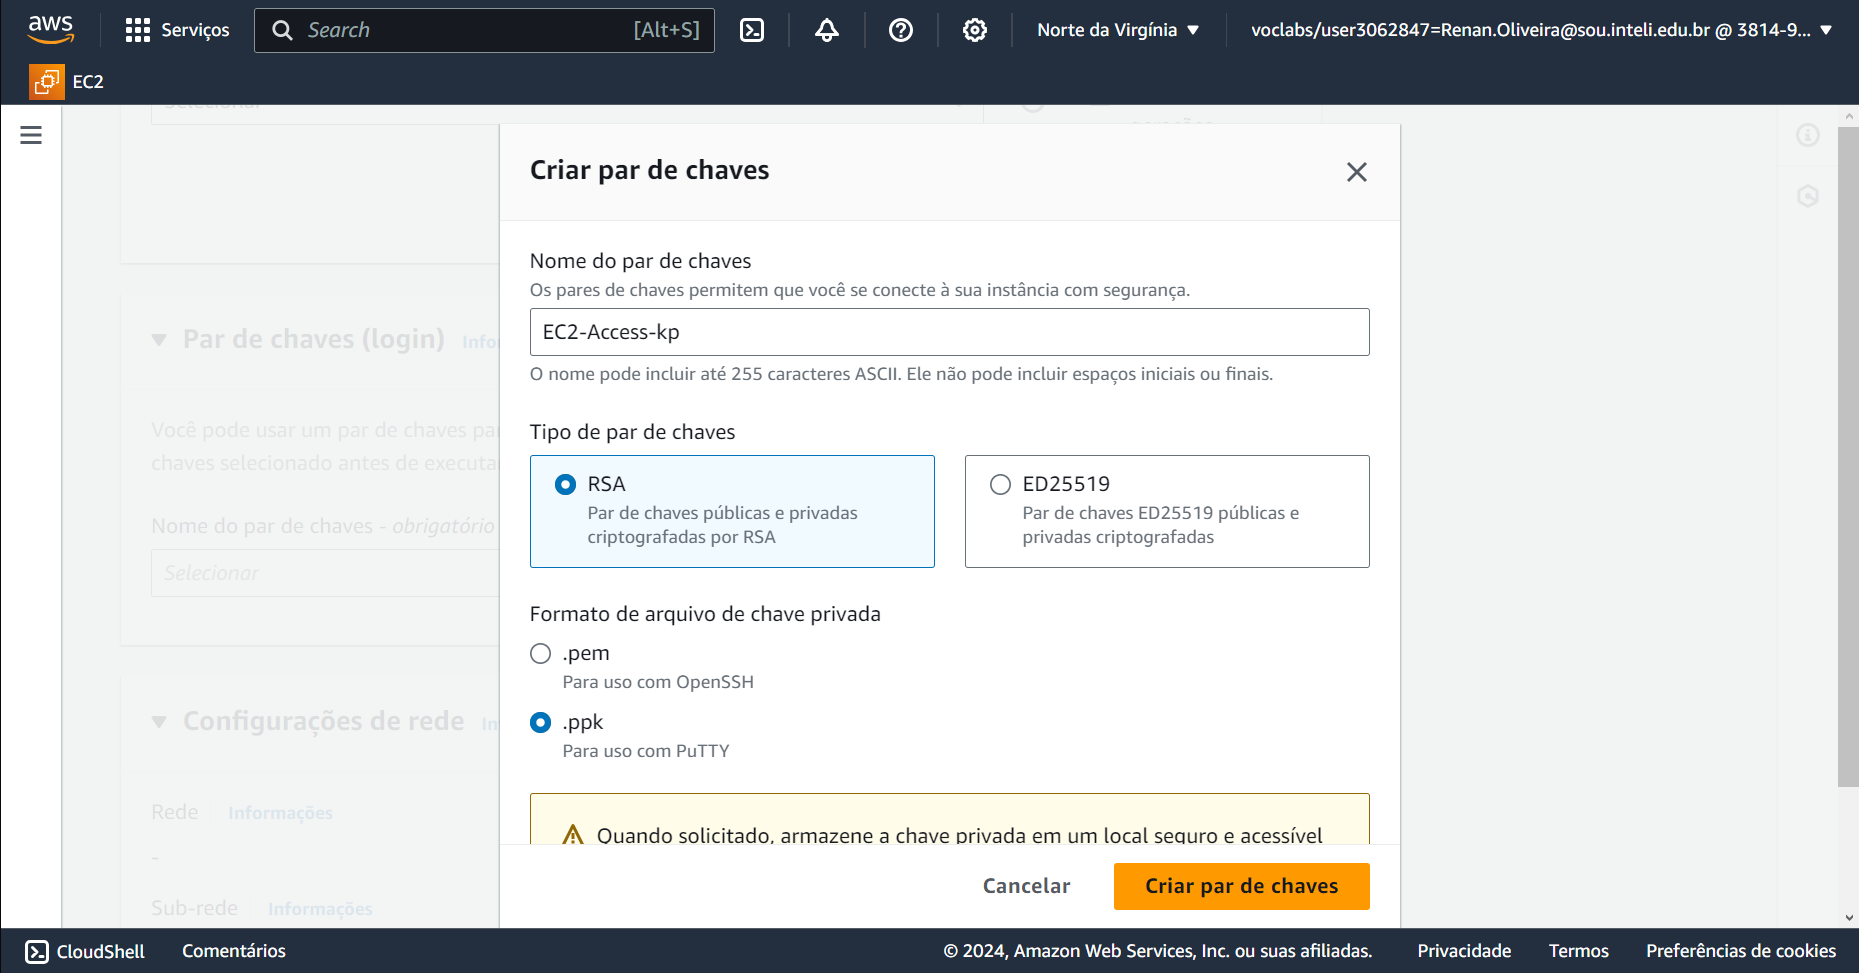 aws
Serviços
Search
[Alt+S]
Norte da Virgínia
voclabs/user3062847=Renan.Oliveira@sou.inteli.edu.br @ 3814-9...
EC2
Selecionar
Criar par de chaves
Nome do par de chaves
Os pares de chaves permitem que você se conecte à sua instância com segurança.
EC2-Access-kp
O nome pode incluir até 255 caracteres ASCII. Ele não pode incluir espaços iniciais ou finais.
Par de chaves (login)
Infor
Você pode usar um par de chaves par
chaves selecionado antes de executa
Nome do par de chaves - obrigatório
Selecionar
Tipo de par de chaves
RSA
Par de chaves públicas e privadas
criptografadas por RSA
ED25519
Par de chaves ED25519 públicas e
privadas criptografadas
Formato de arquivo de chave privada
.pem
Para uso com OpenSSH
.ppk
Para uso com PuTTY
Configurações de rede
In
Rede
Informações
-
Sub-rede
Informações
Quando solicitado, armazene a chave privada em um local seguro e acessível
Cancelar
Criar par de chaves
CloudShell
Comentários
© 2024, Amazon Web Services, Inc. ou suas afiliadas.
Privacidade
Termos
Preferências de cookies